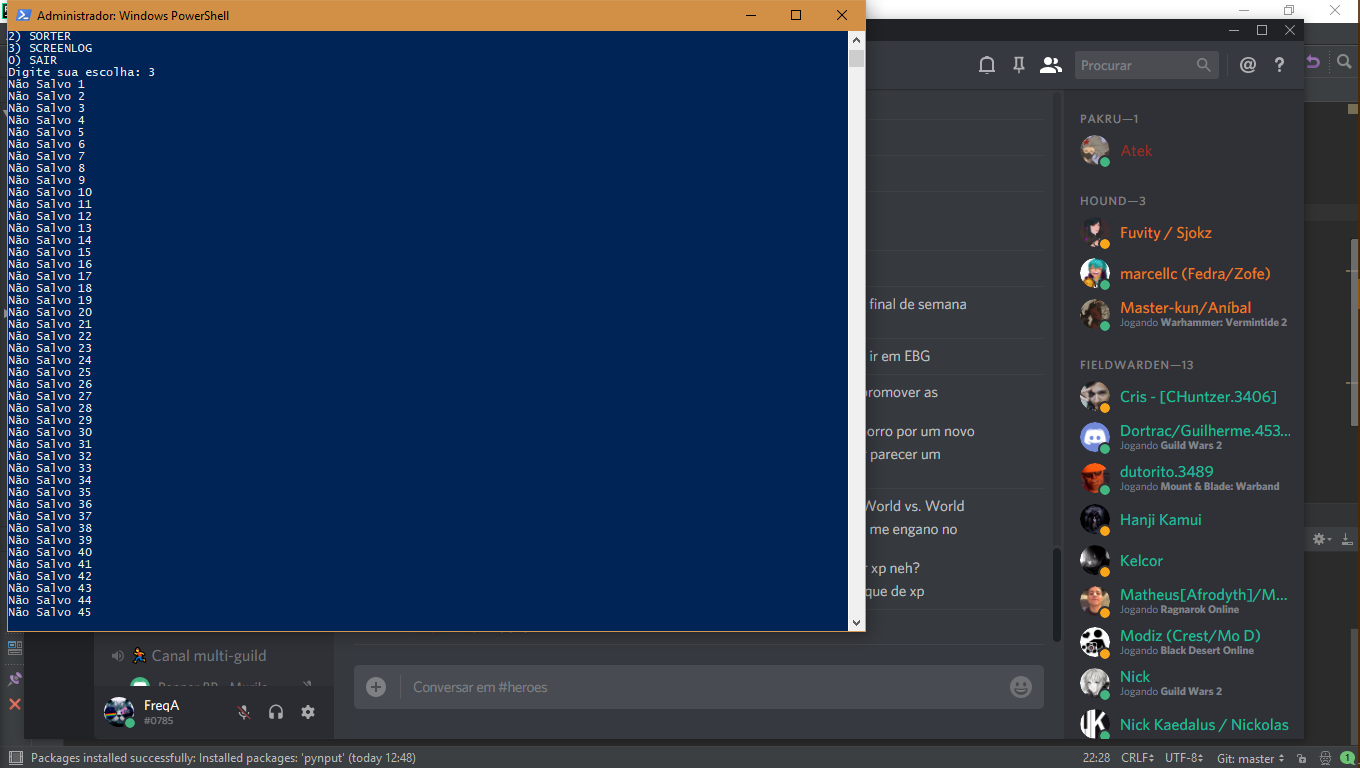 Administrador: Windows PowerShell
2) SORTER
3) SCREENLOG
0) SAIR
Digite sua escolha: 3
Não Salvo 1
Não Salvo 2
Não Salvo 3
Não Salvo 4
Não Salvo 5
Não Salvo 6
Não Salvo 7
Não Salvo 8
Não Salvo 9
Não Salvo 10
Não Salvo 11
Não Salvo 12
Não Salvo 13
Não Salvo 14
Não Salvo 15
Não Salvo 16
Não Salvo 17
Não Salvo 18
Não Salvo 19
Não Salvo 20
Não Salvo 21
Não Salvo 22
Não Salvo 23
Não Salvo 24
Não Salvo 25
Não Salvo 26
Não Salvo 27
Não Salvo 28
Não Salvo 29
Não Salvo 30
Não Salvo 31
Não Salvo 32
Não Salvo 33
Não Salvo 34
Não Salvo 35
Não Salvo 36
Não Salvo 37
Não Salvo 38
Não Salvo 39
Não Salvo 40
Não Salvo 41
Não Salvo 42
Não Salvo 43
Não Salvo 44
Não Salvo 45
Procurar
final de semana
ir em EBG
promover as
orro por um novo
parecer um
World vs. World
me engano no
xp neh?
que de xp
PAKRU—1
Atek
HOUND—3
Fuvity / Sjokz
marcellc (Fedra/Zofe)
Master-kun/Aníbal
Jogando Warhammer: Vermintide 2
FIELDWARDEN—13
Cris - [CHuntzer.3406]
Dortrac/Guilherme.453...
Jogando Guild Wars 2
dutorito.3489
Jogando Mount & Blade: Warband
Hanji Kamui
Kelcor
Matheus[Afrodyth]/M...
Jogando Ragnarok Online
Modiz (Crest/Mo D)
Jogando Black Desert Online
Nick
Jogando Guild Wars 2
Nick Kaedalus / Nickolas
Canal multi-guild
FreqA
#0785
Conversar em #heroes
Packages installed successfully: Installed packages: 'pynput' (today 12:48)
22:28 CRLF UTF-8 Git: master 1